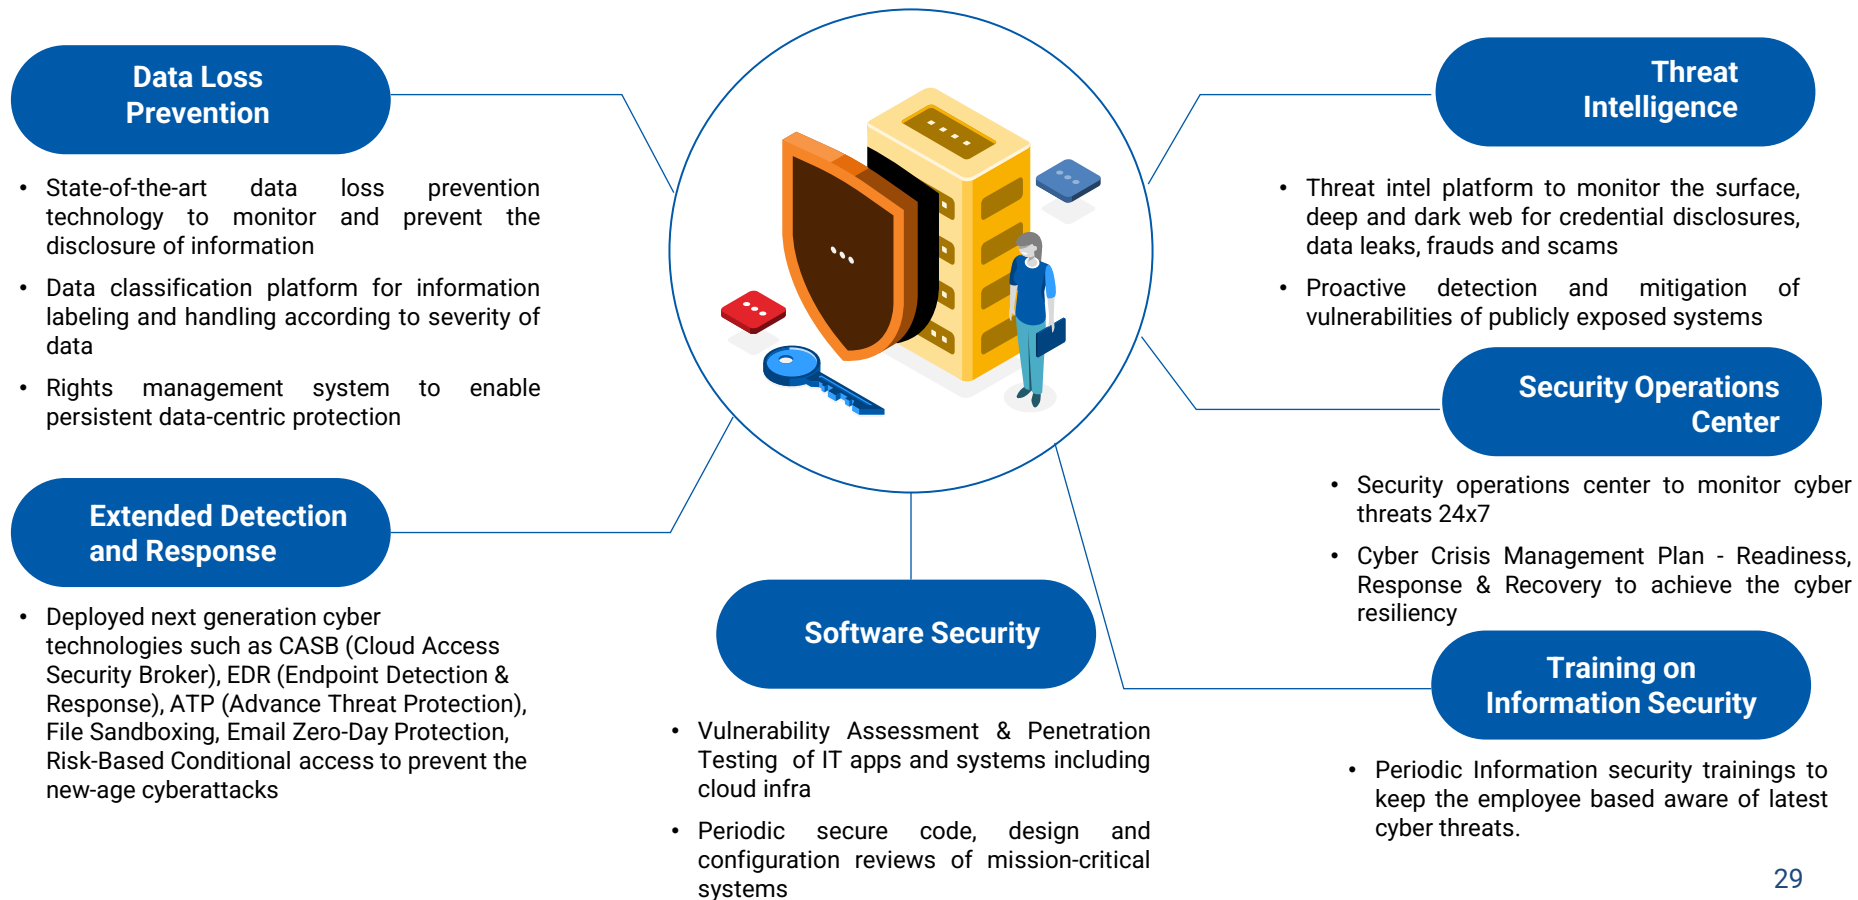 Data Loss
Prevention
• State-of-the-art data loss prevention
technology to monitor and prevent the
disclosure of information
• Data classification platform for information
labeling and handling according to severity of
data
• Rights management system to enable
persistent data-centric protection
Extended Detection
and Response
• Deployed next generation cyber
technologies such as CASB (Cloud Access
Security Broker), EDR (Endpoint Detection &
Response), ATP (Advance Threat Protection),
File Sandboxing, Email Zero-Day Protection,
Risk-Based Conditional access to prevent the
new-age cyberattacks
Software Security
• Vulnerability Assessment & Penetration
Testing of IT apps and systems including
cloud infra
• Periodic secure code, design and
configuration reviews of mission-critical
systems
Threat
Intelligence
• Threat intel platform to monitor the surface,
deep and dark web for credential disclosures,
data leaks, frauds and scams
• Proactive detection and mitigation of
vulnerabilities of publicly exposed systems
Security Operations
Center
• Security operations center to monitor cyber
threats 24x7
• Cyber Crisis Management Plan - Readiness,
Response & Recovery to achieve the cyber
resiliency
Training on
Information Security
• Periodic Information security trainings to
keep the employee based aware of latest
cyber threats.
29